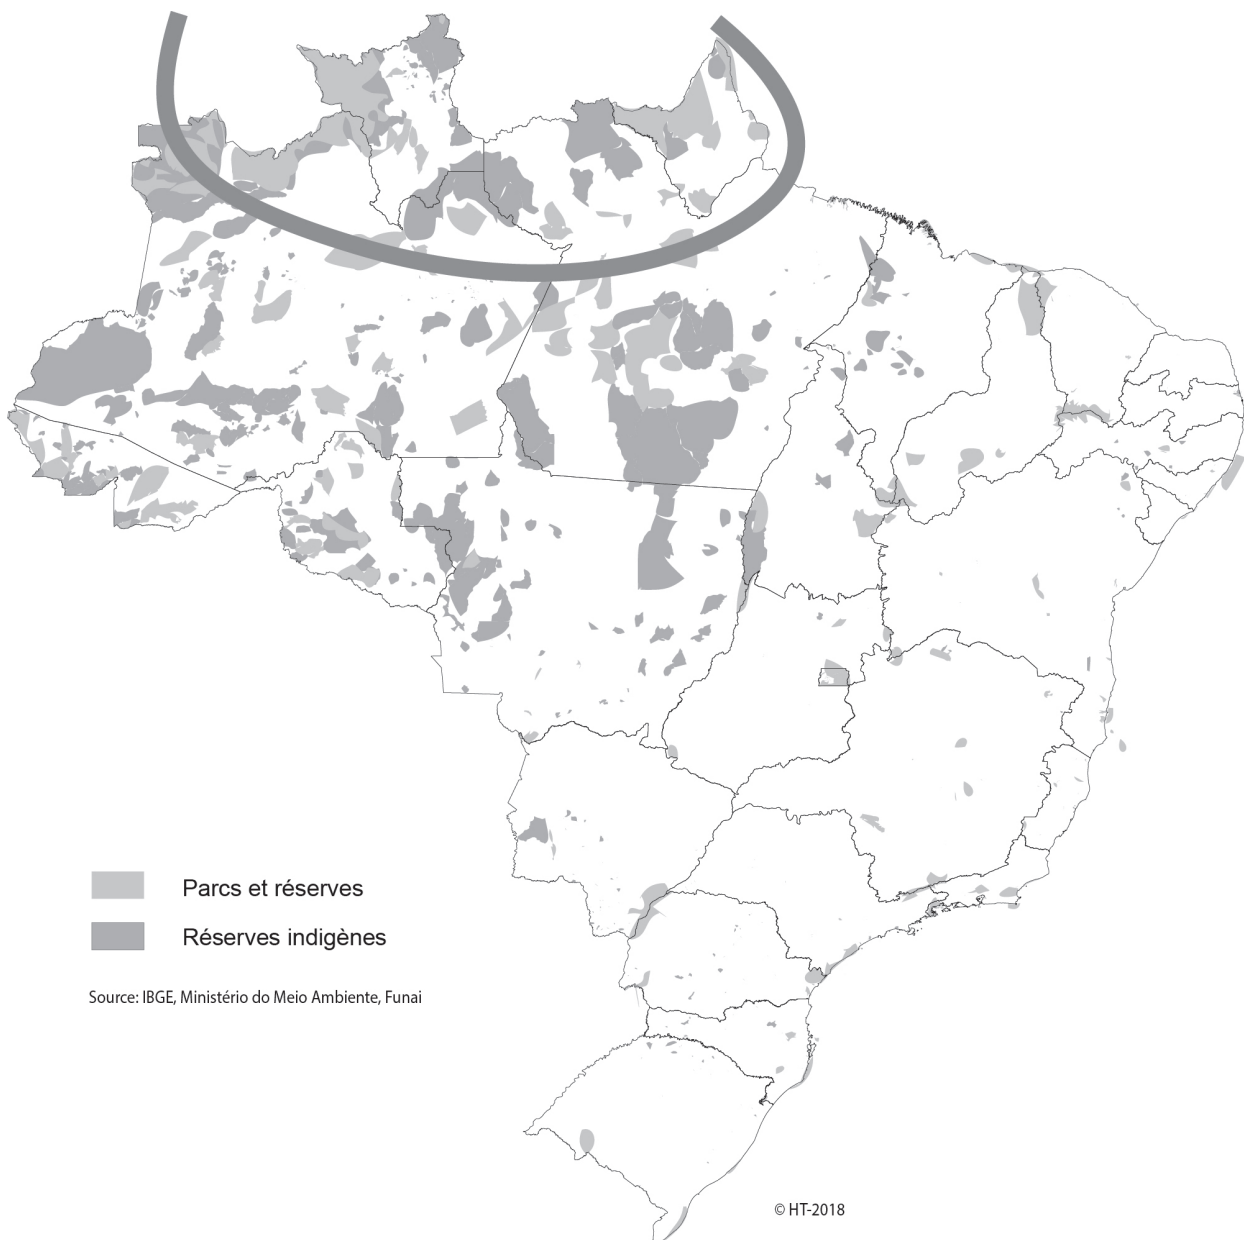 Parcs et réserves
Réserves indigènes
Source: IBGE, Ministério do Meio Ambiente, Funai
© HT-2018